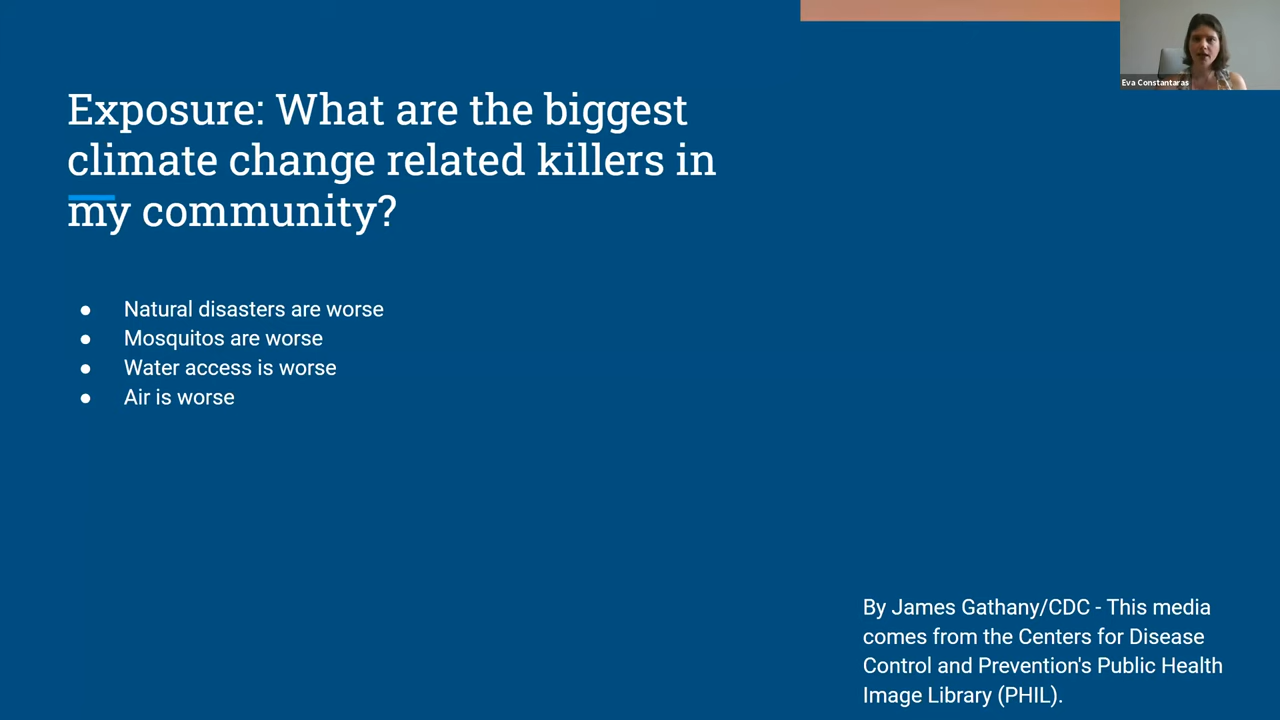 Eva Constantaras
Exposure: What are the biggest
climate change related killers in
my community?
● Natural disasters are worse
● Mosquitos are worse
● Water access is worse
● Air is worse
By James Gathany/CDC - This media
comes from the Centers for Disease
Control and Prevention's Public Health
Image Library (PHIL).